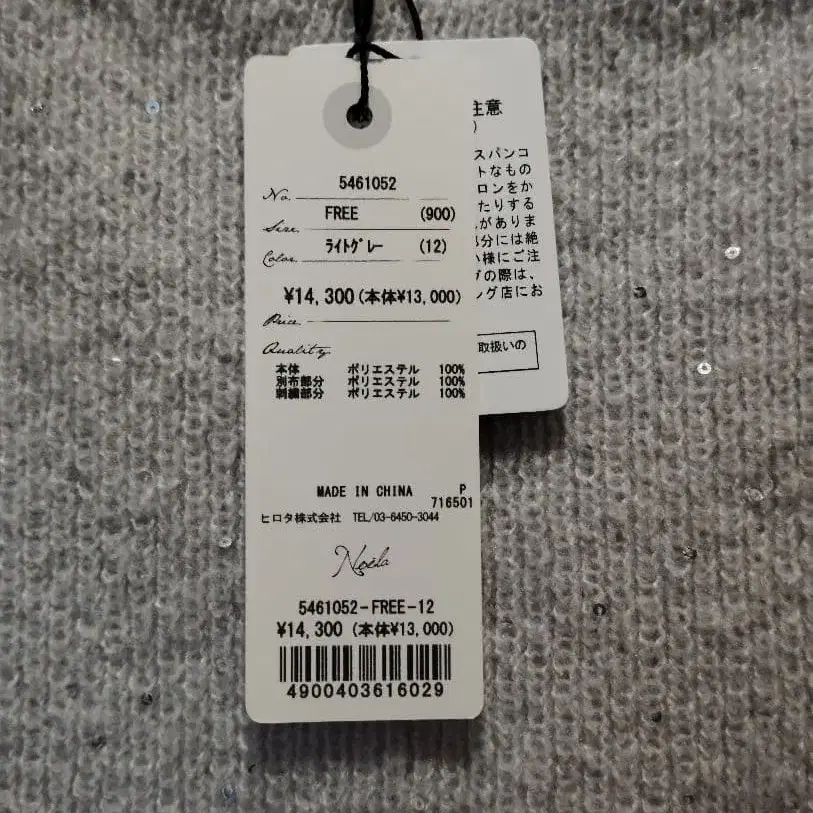 No. 5461052
Size FREE (900)
Color ﾗｲﾄｸﾞﾚｰ (12)
¥14,300(本体¥13,000)
Price
Quality
本体 ポリエステル 100%
別布部分 ポリエステル 100%
刺繍部分 ポリエステル 100%
MADE IN CHINA P
716501
ヒロタ株式会社 TEL/03-6450-3044
Noela
5461052-FREE-12
¥14,300 (本体¥13,000)
4900403616029
注意
)
スパンコ
トなもの
ロンをか
たりする
がありま
部分には絶
い様にご注
グの際は、
ング店にお
取扱いの